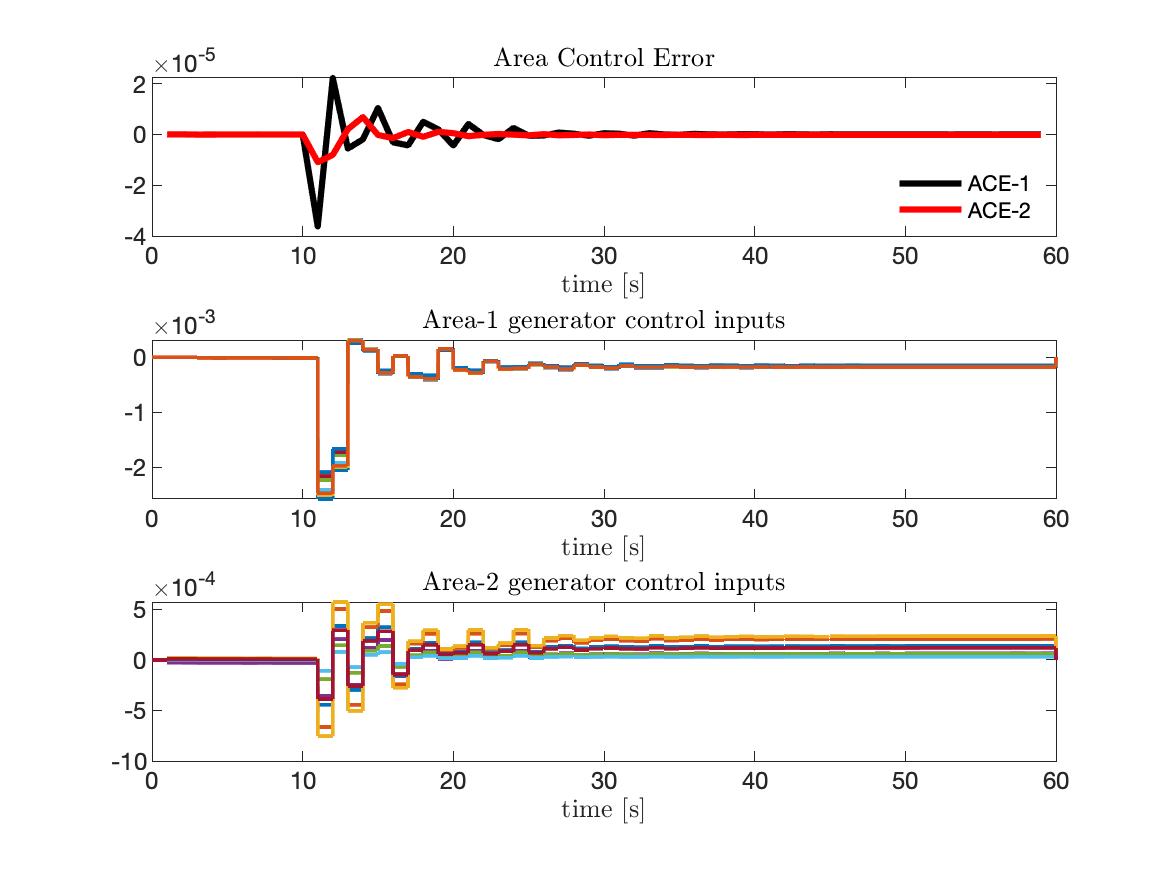 ×10-5
Area Control Error
2
0
-2
-4
ACE-1
ACE-2
0 10 20 30 40 50 60
time [s]
×10-3
Area-1 generator control inputs
0
-1
-2
0 10 20 30 40 50 60
time [s]
×10-4
Area-2 generator control inputs
5
0
-5
-10
0 10 20 30 40 50 60
time [s]